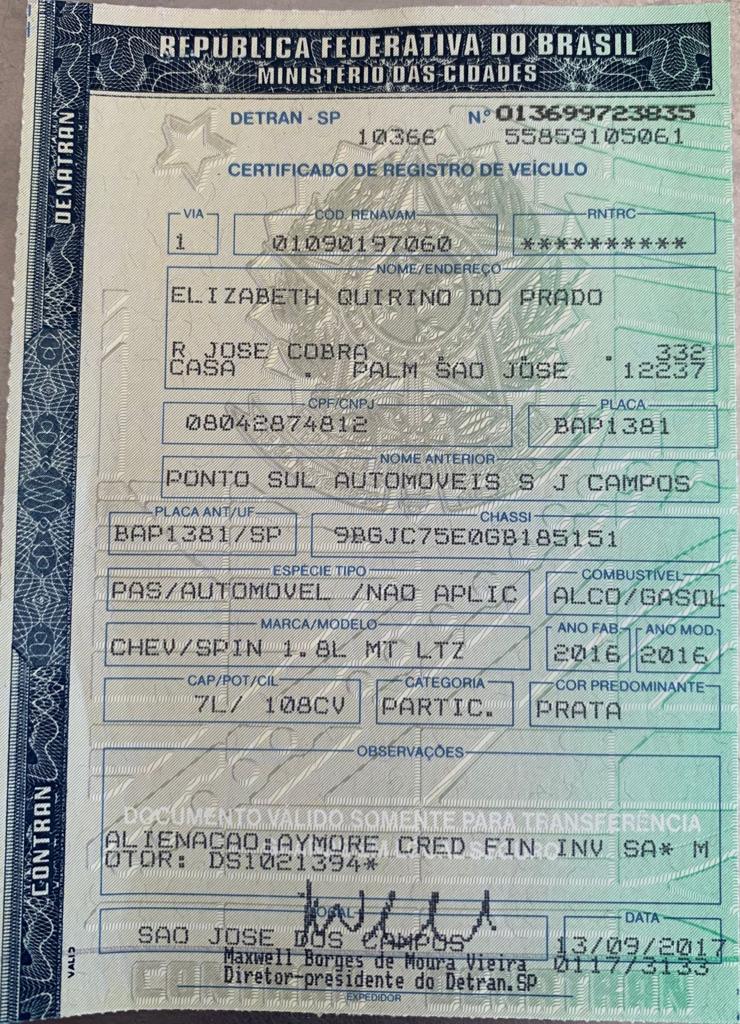 REPÚBLICA FEDERATIVA DO BRASIL
MINISTÉRIO DAS CIDADES
DENATRAN
DETRAN - SP Nº 013699723835
10366 55859105061
CERTIFICADO DE REGISTRO DE VEÍCULO
VIA CÓD. RENAVAM RNTRC
1 01090197060 **********
NOME/ENDEREÇO
ELIZABETH QUIRINO DO PRADO
R JOSE COBRA . 332
CASA . PALM SAO JOSE 12237
CPF/CNPJ PLACA
08042874812 BAP1381
NOME ANTERIOR
PONTO SUL AUTOMOVEIS S J CAMPOS
PLACA ANT/UF CHASSI
BAP1381/SP 9BGJC75E0GB185151
ESPÉCIE TIPO COMBUSTÍVEL
PAS/AUTOMOVEL /NAO APLIC ALCO/GASOL
MARCA/MODELO ANO FAB. ANO MOD.
CHEV/SPIN 1.8L MT LTZ 2016 2016
CAP/POT/CIL CATEGORIA COR PREDOMINANTE
7L/ 108CV PARTIC. PRATA
OBSERVAÇÕES
DOCUMENTO VÁLIDO SOMENTE PARA TRANSFERÊNCIA
ALIENACAO:AYMORE CRED FIN INV SA* M
OTOR: DS1021394*
CONTRAN
LOCAL DATA
SAO JOSE DOS CAMPOS 13/09/2017
Maxwell Borges de Moura Vieira 0117/3133
Diretor-presidente do Detran.SP
EXPEDIDOR